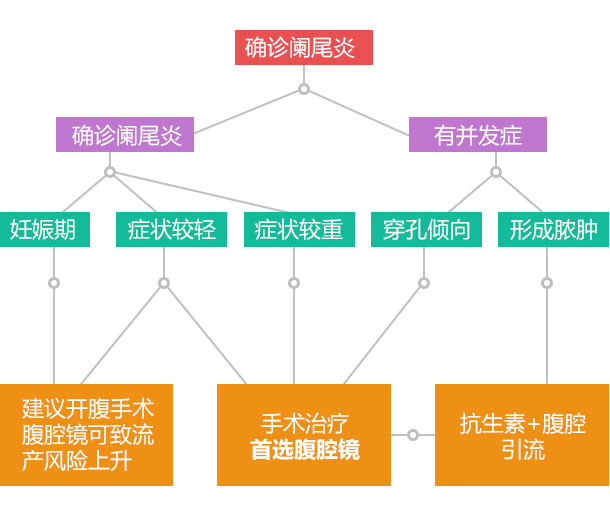 确诊阑尾炎
确诊阑尾炎
有并发症
妊娠期
症状较轻
症状较重
穿孔倾向
形成脓肿
建议开腹手术
腹腔镜可致流
产风险上升
手术治疗
首选腹腔镜
抗生素+腹腔
引流